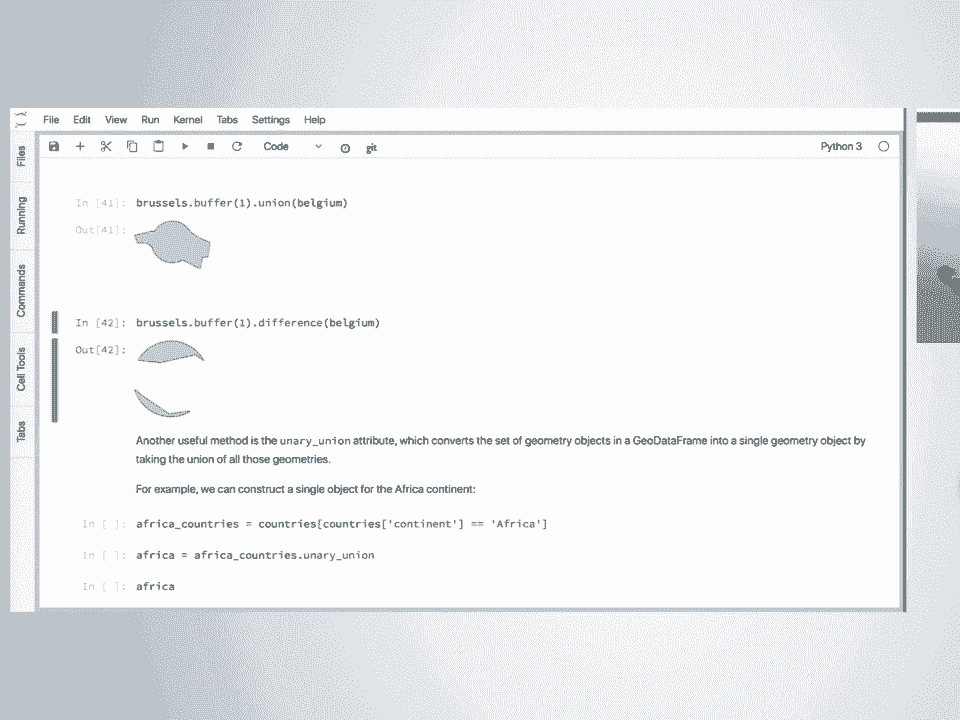 File Edit View Run Kernel Tabs Settings Help
Code
git
Python 3
Files
Running
Commands
Cell Tools
Tabs
In [41]: brussels.buffer(1).union(belgium)
Out[41]:
In [42]: brussels.buffer(1).difference(belgium)
Out[42]:
Another useful method is the unary_union attribute, which converts the set of geometry objects in a GeoDataFrame into a single geometry object by
taking the union of all those geometries.
For example, we can construct a single object for the Africa continent:
In [ ]: africa_countries = countries[countries['continent'] == 'Africa']
In [ ]: africa = africa_countries.unary_union
In [ ]: africa